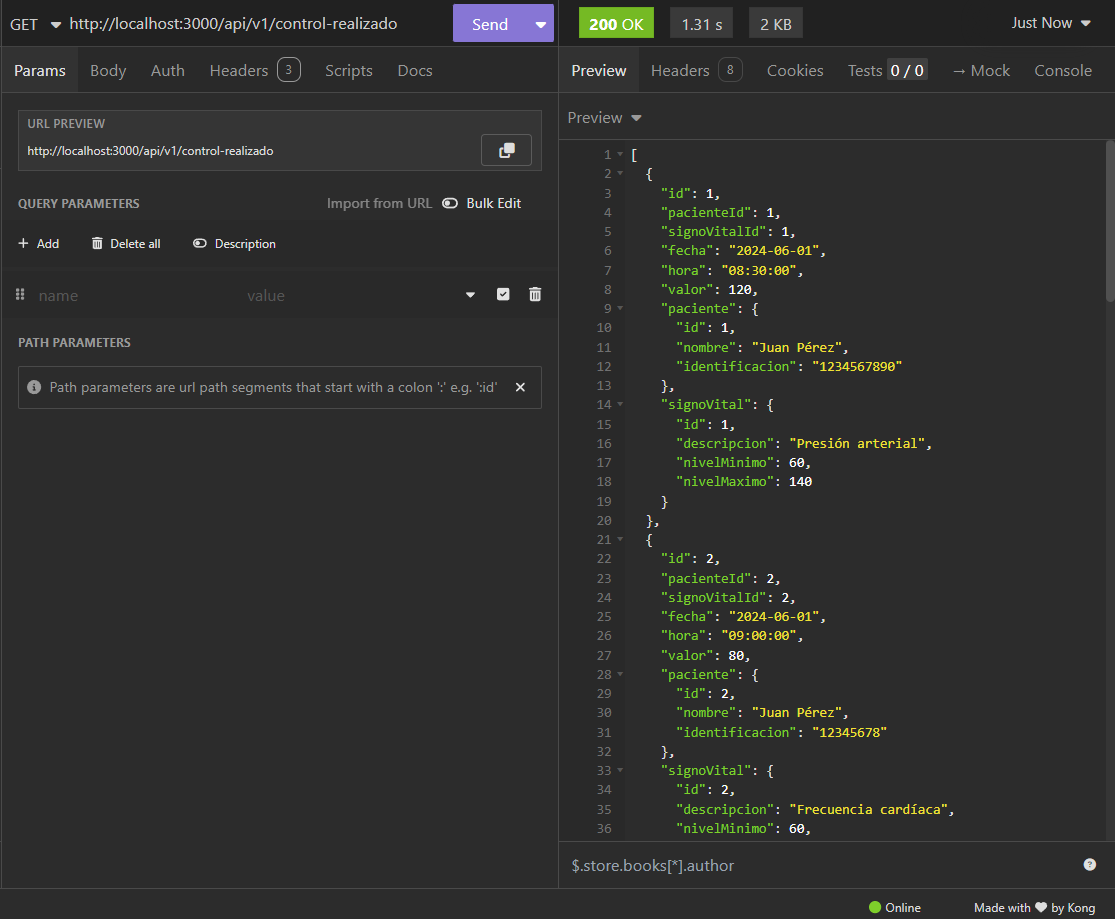 GET http://localhost:3000/api/v1/control-realizado Send
200 OK 1.31 s 2 KB Just Now
Params Body Auth Headers 3 Scripts Docs
URL PREVIEW
http://localhost:3000/api/v1/control-realizado
QUERY PARAMETERS Import from URL Bulk Edit
+ Add Delete all Description
name value
PATH PARAMETERS
Path parameters are url path segments that start with a colon ':' e.g. ':id'
Preview Headers 8 Cookies Tests 0 / 0 → Mock Console
Preview
1 [
2 {
3 "id": 1,
4 "pacienteId": 1,
5 "signoVitalId": 1,
6 "fecha": "2024-06-01",
7 "hora": "08:30:00",
8 "valor": 120,
9 "paciente": {
10 "id": 1,
11 "nombre": "Juan Pérez",
12 "identificacion": "1234567890"
13 },
14 "signoVital": {
15 "id": 1,
16 "descripcion": "Presión arterial",
17 "nivelMinimo": 60,
18 "nivelMaximo": 140
19 }
20 },
21 {
22 "id": 2,
23 "pacienteId": 2,
24 "signoVitalId": 2,
25 "fecha": "2024-06-01",
26 "hora": "09:00:00",
27 "valor": 80,
28 "paciente": {
29 "id": 2,
30 "nombre": "Juan Pérez",
31 "identificacion": "12345678"
32 },
33 "signoVital": {
34 "id": 2,
35 "descripcion": "Frecuencia cardíaca",
36 "nivelMinimo": 60,
$.store.books[*].author
Online Made with ♥ by Kong